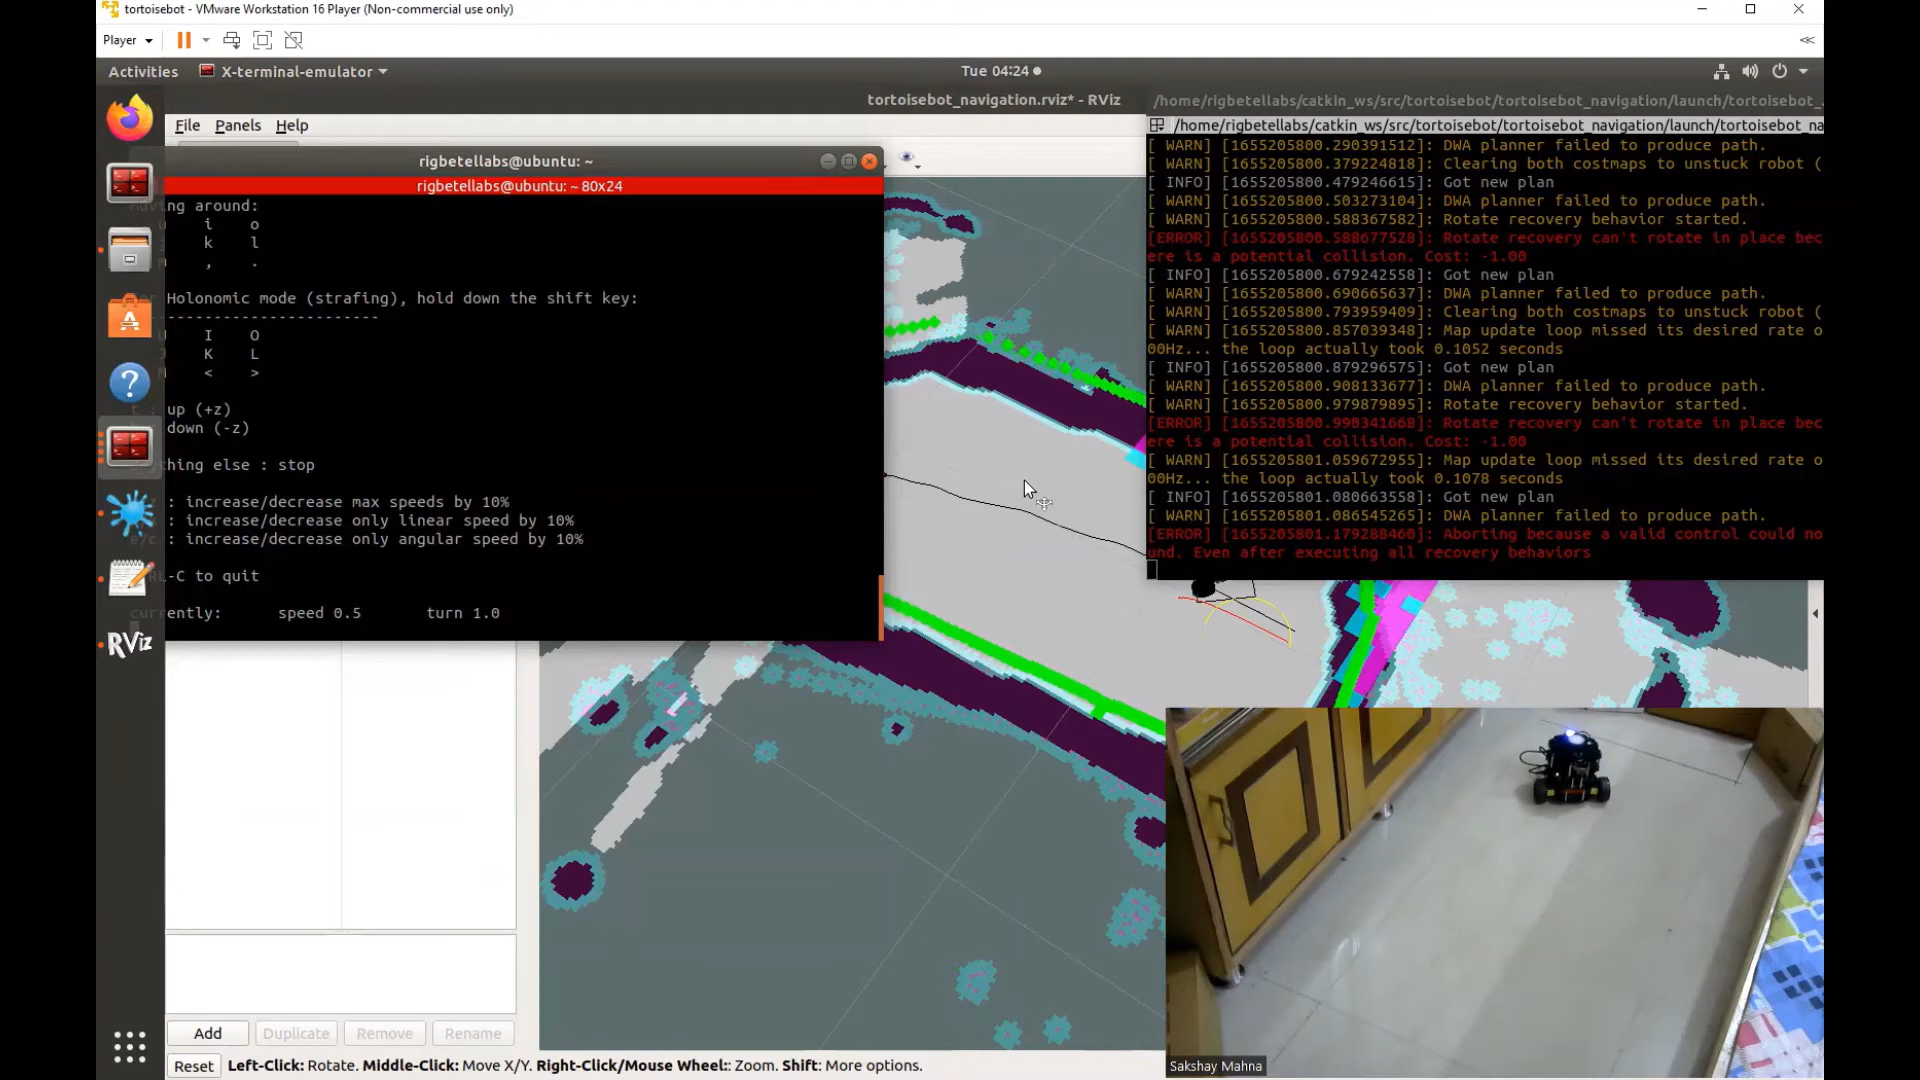 tortoisebot - VMware Workstation 16 Player (Non-commercial use only)
Player
Activities
X-terminal-emulator
Tue 04:24
tortoisebot_navigation.rviz* - RViz
File Panels Help
rigbetellabs@ubuntu: ~
rigbetellabs@ubuntu: ~ 80x24
oving around:
i o
k l
, .
Holonomic mode (strafing), hold down the shift key:
------------------------
I O
K L
< >
up (+z)
down (-z)
thing else : stop
: increase/decrease max speeds by 10%
: increase/decrease only linear speed by 10%
e/c : increase/decrease only angular speed by 10%
RL-C to quit
currently: speed 0.5 turn 1.0
/home/rigbetellabs/catkin_ws/src/tortoisebot/tortoisebot_navigation/launch/tortoisebot_
/home/rigbetellabs/catkin_ws/src/tortoisebot/tortoisebot_navigation/launch/tortoisebot_na
[ WARN] [1655205800.290391512]: DWA planner failed to produce path.
[ WARN] [1655205800.379224818]: Clearing both costmaps to unstuck robot (
[ INFO] [1655205800.479246615]: Got new plan
[ WARN] [1655205800.503273104]: DWA planner failed to produce path.
[ WARN] [1655205800.588367582]: Rotate recovery behavior started.
[ERROR] [1655205800.588677528]: Rotate recovery can't rotate in place bec
ere is a potential collision. Cost: -1.00
[ INFO] [1655205800.679242558]: Got new plan
[ WARN] [1655205800.690665637]: DWA planner failed to produce path.
[ WARN] [1655205800.793959409]: Clearing both costmaps to unstuck robot (
[ WARN] [1655205800.857039348]: Map update loop missed its desired rate o
00Hz... the loop actually took 0.1052 seconds
[ INFO] [1655205800.879296575]: Got new plan
[ WARN] [1655205800.908133677]: DWA planner failed to produce path.
[ WARN] [1655205800.979879895]: Rotate recovery behavior started.
[ERROR] [1655205800.990341668]: Rotate recovery can't rotate in place bec
ere is a potential collision. Cost: -1.00
[ WARN] [1655205801.059672955]: Map update loop missed its desired rate o
00Hz... the loop actually took 0.1078 seconds
[ INFO] [1655205801.080663558]: Got new plan
[ WARN] [1655205801.086545265]: DWA planner failed to produce path.
[ERROR] [1655205801.179288460]: Aborting because a valid control could no
und. Even after executing all recovery behaviors
RViz
Add Duplicate Remove Rename
Reset Left-Click: Rotate. Middle-Click: Move X/Y. Right-Click/Mouse Wheel:: Zoom. Shift: More options.
Sakshay Mahna